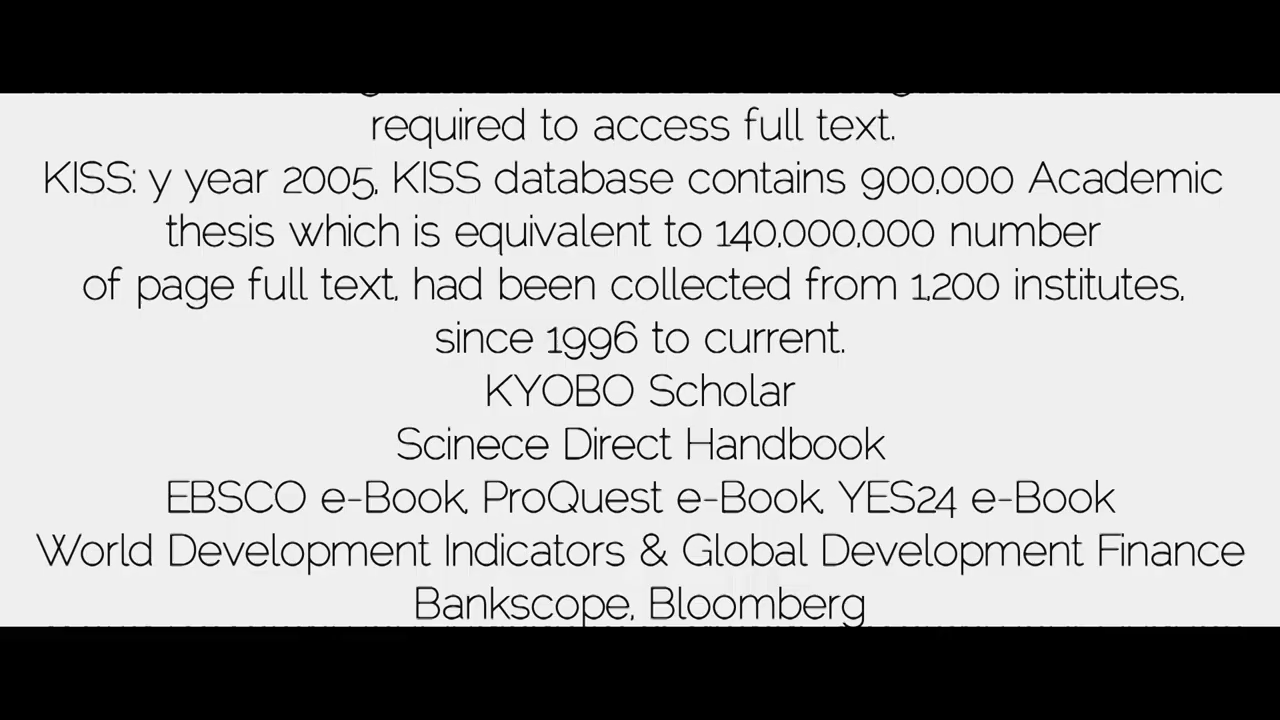 required to access full text.
KISS: y year 2005, KISS database contains 900,000 Academic
thesis which is equivalent to 140,000,000 number
of page full text, had been collected from 1,200 institutes,
since 1996 to current.
KYOBO Scholar
Scinece Direct Handbook
EBSCO e-Book, ProQuest e-Book, YES24 e-Book
World Development Indicators & Global Development Finance
Bankscope, Bloomberg